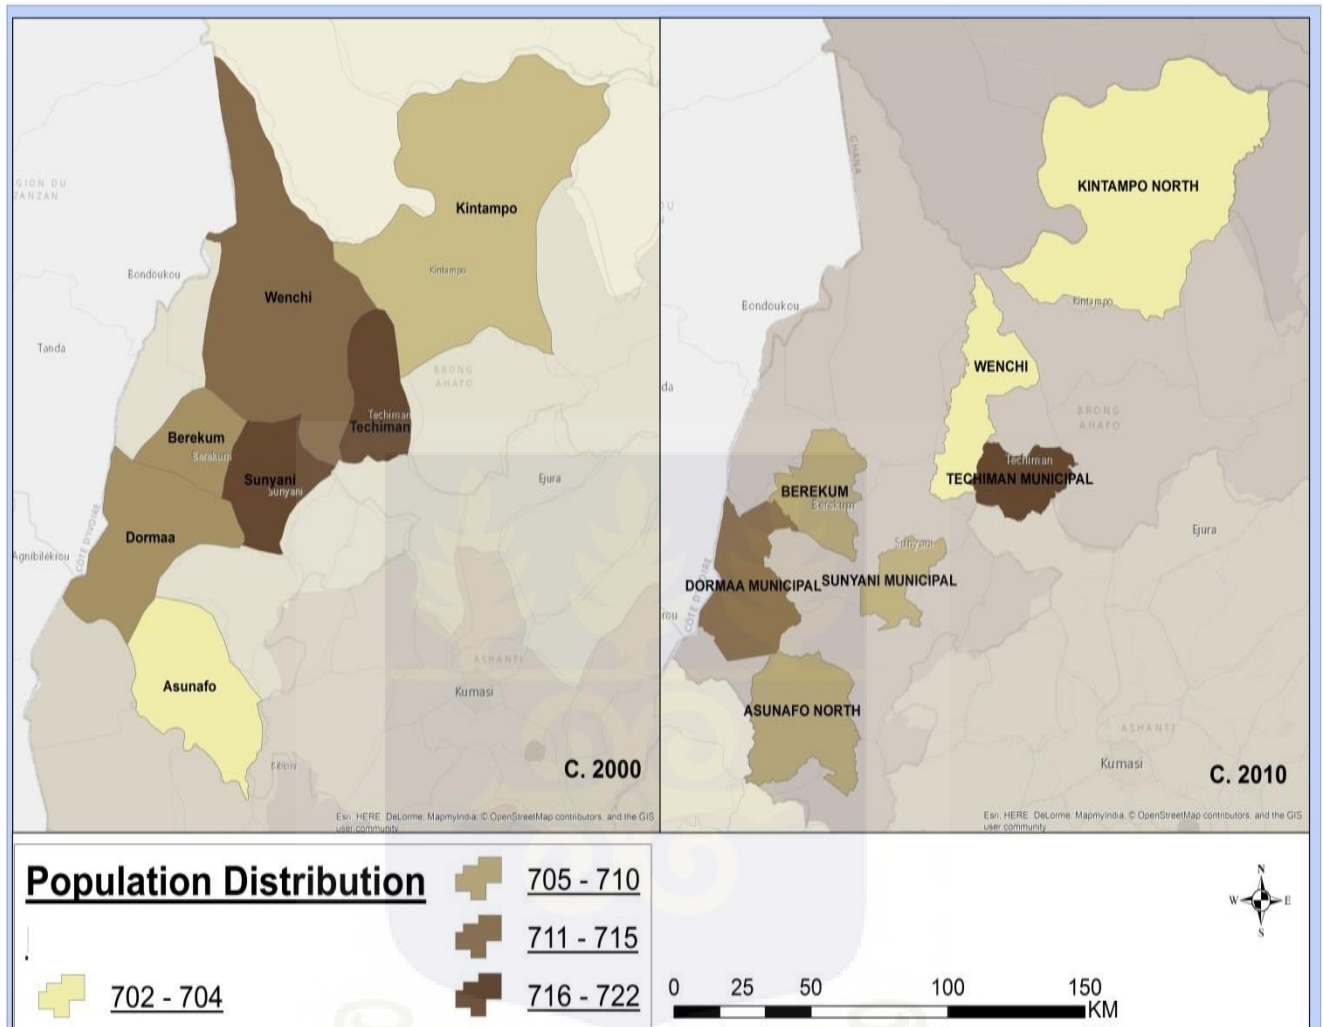 GION DU
ZANZAN
Bondoukou
Tanda
Agnibilékrou
CÔTE D'IVOIRE
Kintampo
Kintampo
Wenchi
BRONG
AHAFO
Techiman
Techiman
Berekum
Berekum
Sunyani
Sunyani
Ejura
Dormaa
Asunafo
ASHANTI
Kumasi
Bibiani
C. 2000
Esri, HERE, DeLorme, MapmyIndia, © OpenStreetMap contributors, and the GIS
user community
GHANA
KINTAMPO NORTH
Kintampo
Bondoukou
da
WENCHI
BRONG
AHAFO
Techiman
TECHIMAN MUNICIPAL
BEREKUM
Berekum
Ejura
Sunyani
DORMAA MUNICIPAL
SUNYANI MUNICIPAL
CÔTE D'IVOIRE
rou
ASUNAFO NORTH
ASHANTI
Kumasi
C. 2010
Esri, HERE, DeLorme, MapmyIndia, © OpenStreetMap contributors, and the GIS
user community
Population Distribution
702 - 704
705 - 710
711 - 715
716 - 722
N
W E
S
0 25 50 100 150
KM